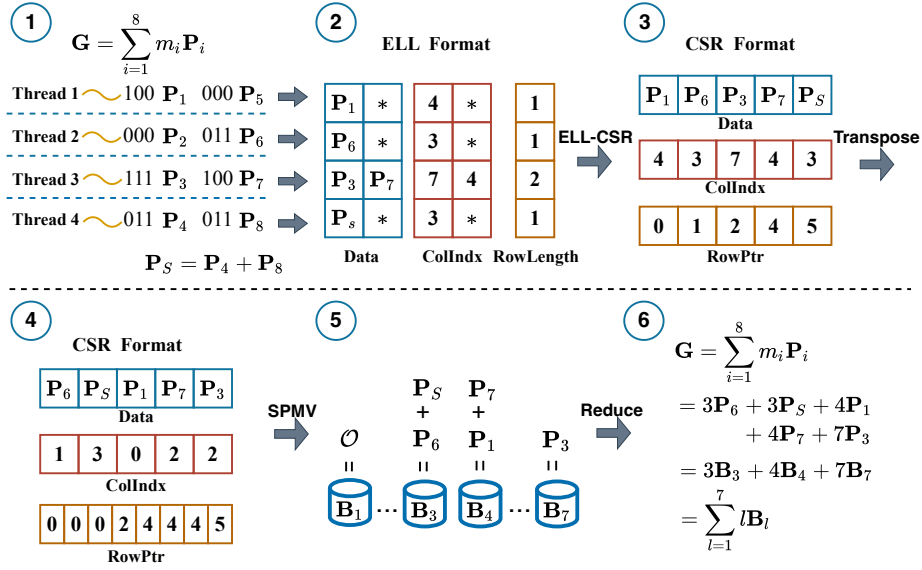 1
G = ∑_{i=1}^{8} m_i P_i
Thread 1 100 P_1 000 P_5
Thread 2 000 P_2 011 P_6
Thread 3 111 P_3 100 P_7
Thread 4 011 P_4 011 P_8
P_S = P_4 + P_8
2
ELL Format
P_1 * 4 * 1
P_6 * 3 * 1
P_3 P_7 7 4 2
P_s * 3 * 1
Data ColIndx RowLength
ELL-CSR
3
CSR Format
P_1 P_6 P_3 P_7 P_S
Data
4 3 7 4 3
ColIndx
0 1 2 4 5
RowPtr
Transpose
4
CSR Format
P_6 P_S P_1 P_7 P_3
Data
1 3 0 2 2
ColIndx
0 0 0 2 4 4 4 5
RowPtr
SPMV
5
P_S P_7
+ +
𝒪 P_6 P_1 P_3
= = = =
B_1 ... B_3 B_4 ... B_7
Reduce
6
G = ∑_{i=1}^{8} m_i P_i
= 3P_6 + 3P_S + 4P_1
+ 4P_7 + 7P_3
= 3B_3 + 4B_4 + 7B_7
= ∑_{l=1}^{7} lB_l